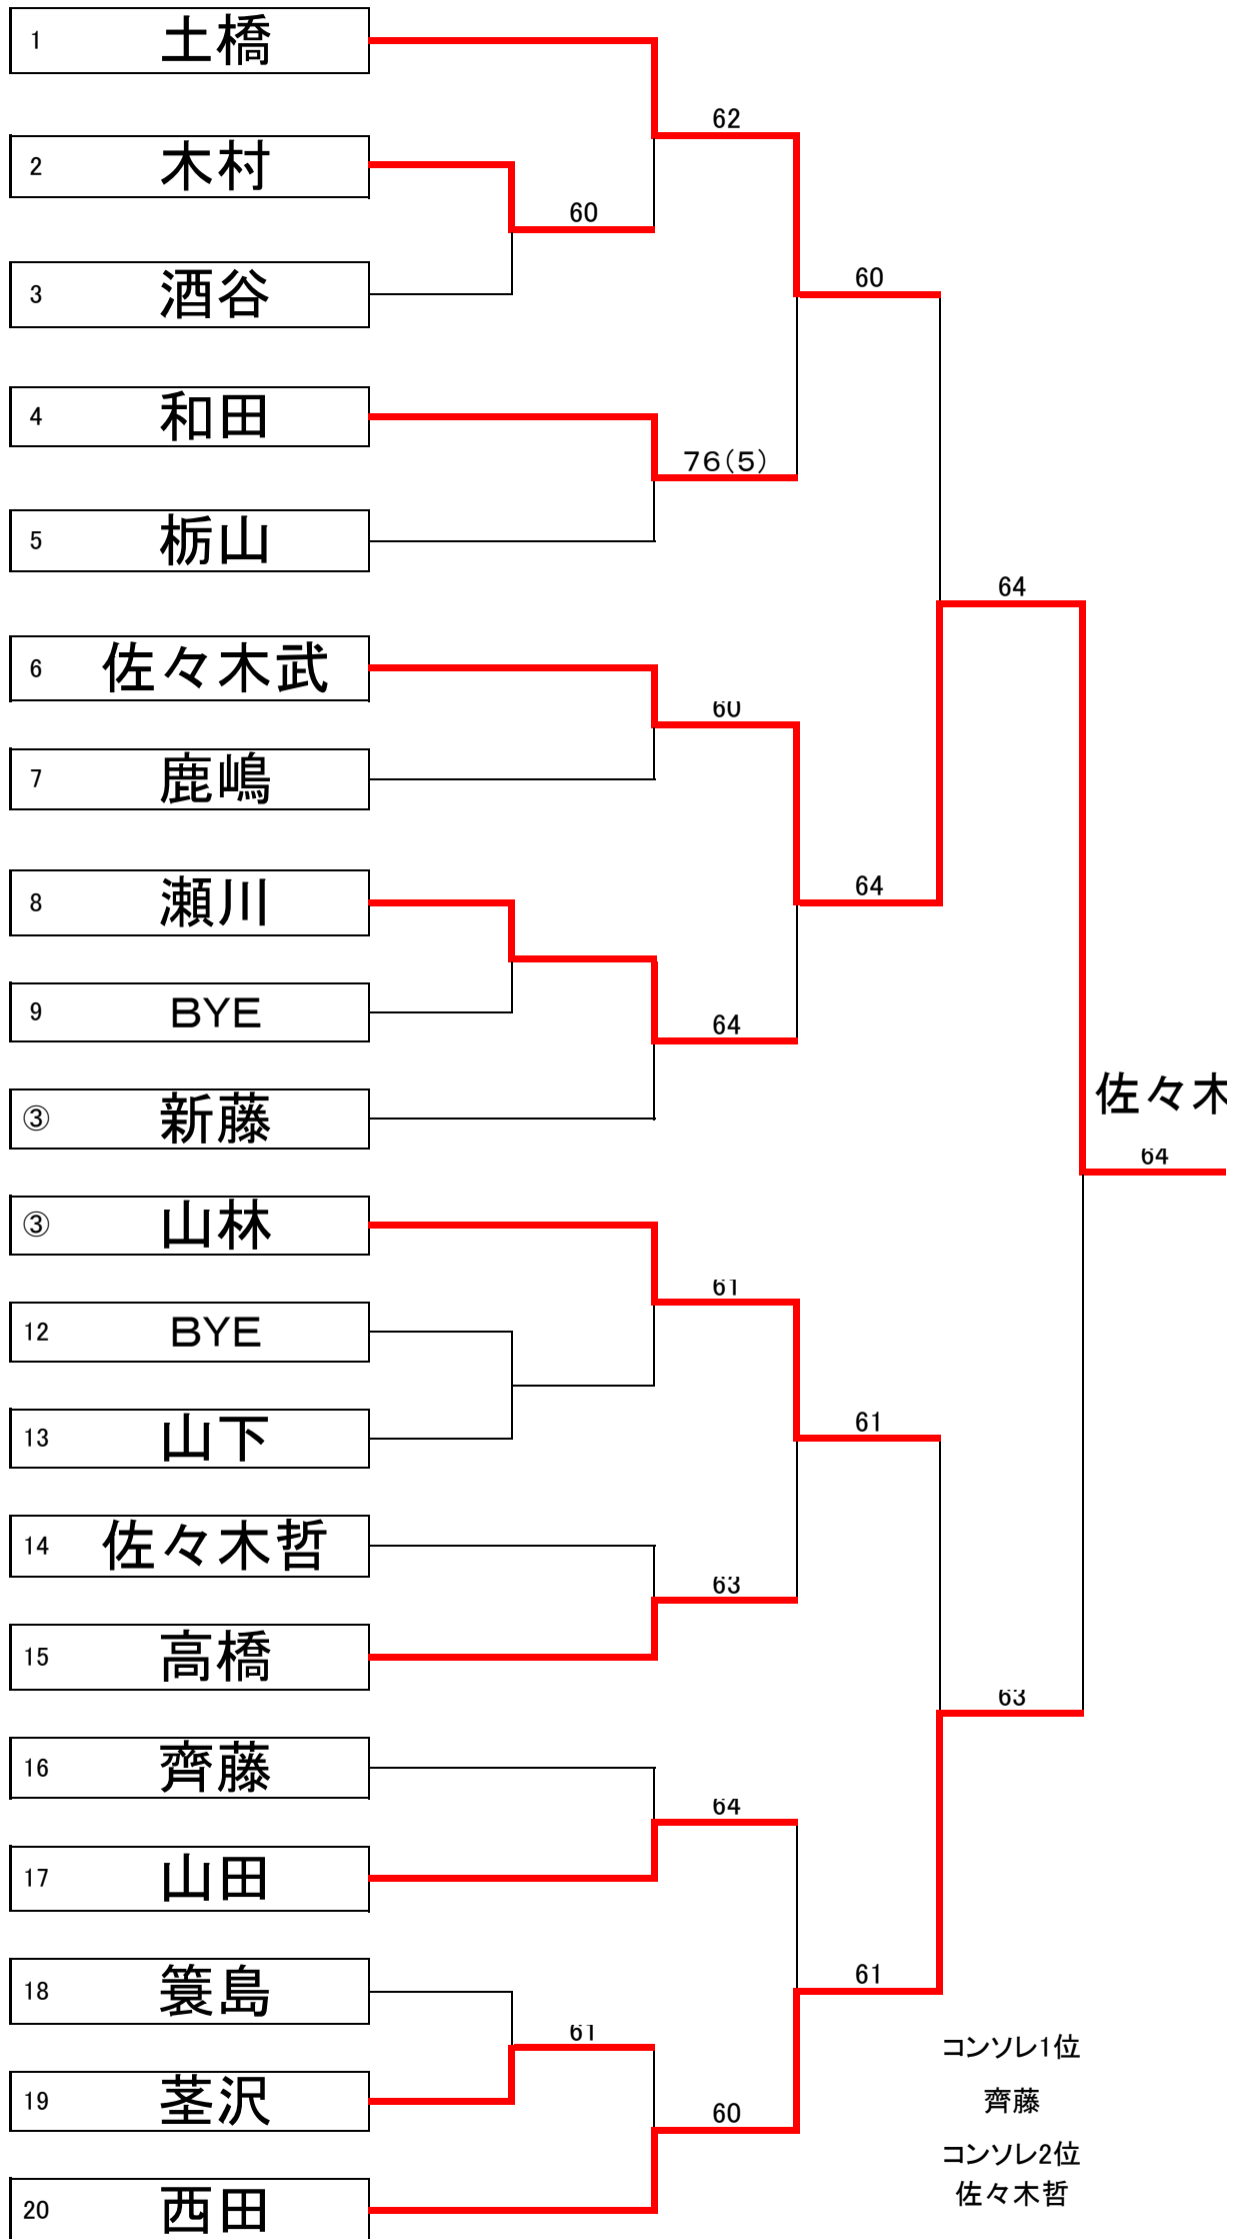 1 土橋
62
2 木村
60
3 酒谷
60
4 和田
76(5)
5 栃山
64
6 佐々木武
60
7 鹿嶋
8 瀬川
64
9 BYE
64
③ 新藤
佐々木
64
③ 山林
61
12 BYE
61
13 山下
14 佐々木哲
63
15 高橋
63
16 齊藤
64
17 山田
18 簑島
61
61
コンソレ1位
19 茎沢
齊藤
60
コンソレ2位
20 西田
佐々木哲